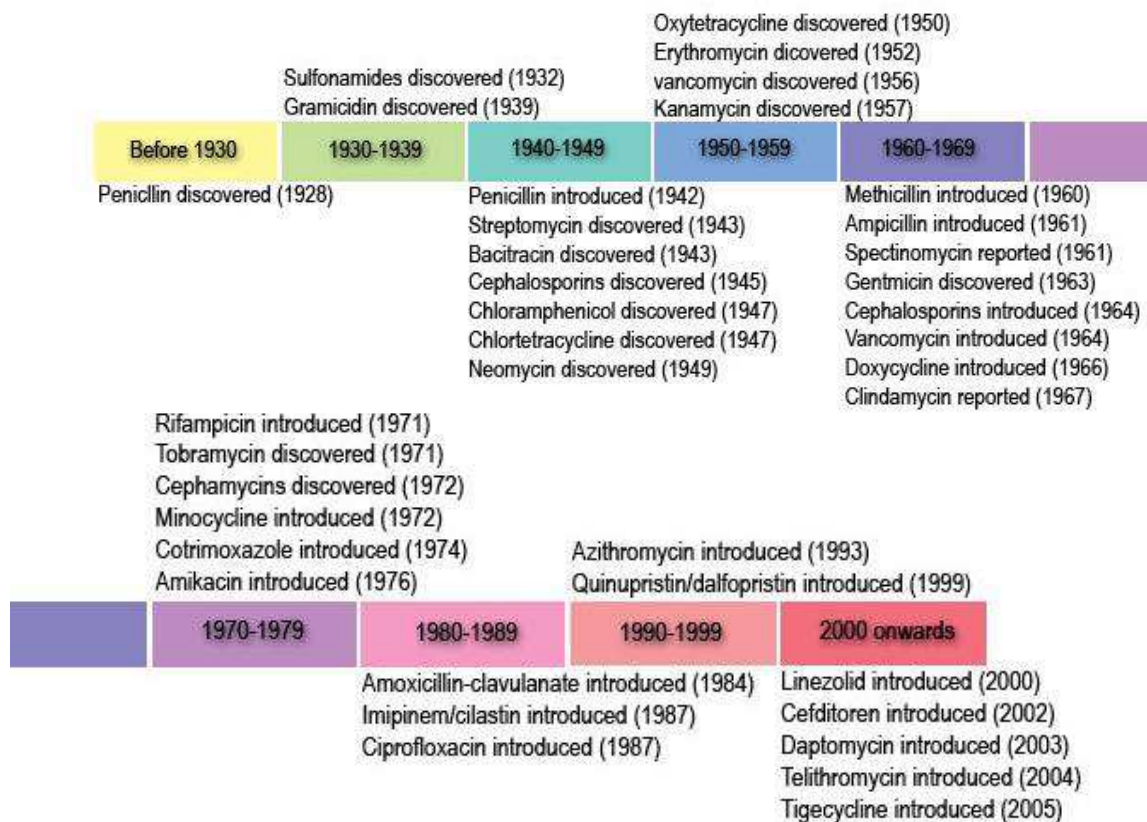 Sulfonamides discovered (1932)
Gramicidin discovered (1939)
Oxytetracycline discovered (1950)
Erythromycin dicovered (1952)
vancomycin discovered (1956)
Kanamycin discovered (1957)
Before 1930
1930-1939
1940-1949
1950-1959
1960-1969
Penicllin discovered (1928)
Penicillin introduced (1942)
Streptomycin discovered (1943)
Bacitracin discovered (1943)
Cephalosporins discovered (1945)
Chloramphenicol discovered (1947)
Chlortetracycline discovered (1947)
Neomycin discovered (1949)
Methicillin introduced (1960)
Ampicillin introduced (1961)
Spectinomycin reported (1961)
Gentmicin discovered (1963)
Cephalosporins introduced (1964)
Vancomycin introduced (1964)
Doxycycline introduced (1966)
Clindamycin reported (1967)
Rifampicin introduced (1971)
Tobramycin discovered (1971)
Cephamycins discovered (1972)
Minocycline introduced (1972)
Cotrimoxazole introduced (1974)
Amikacin introduced (1976)
Azithromycin introduced (1993)
Quinupristin/dalfopristin introduced (1999)
1970-1979
1980-1989
1990-1999
2000 onwards
Amoxicillin-clavulanate introduced (1984)
Imipinem/cilastin introduced (1987)
Ciprofloxacin introduced (1987)
Linezolid introduced (2000)
Cefditoren introduced (2002)
Daptomycin introduced (2003)
Telithromycin introduced (2004)
Tigecycline introduced (2005)